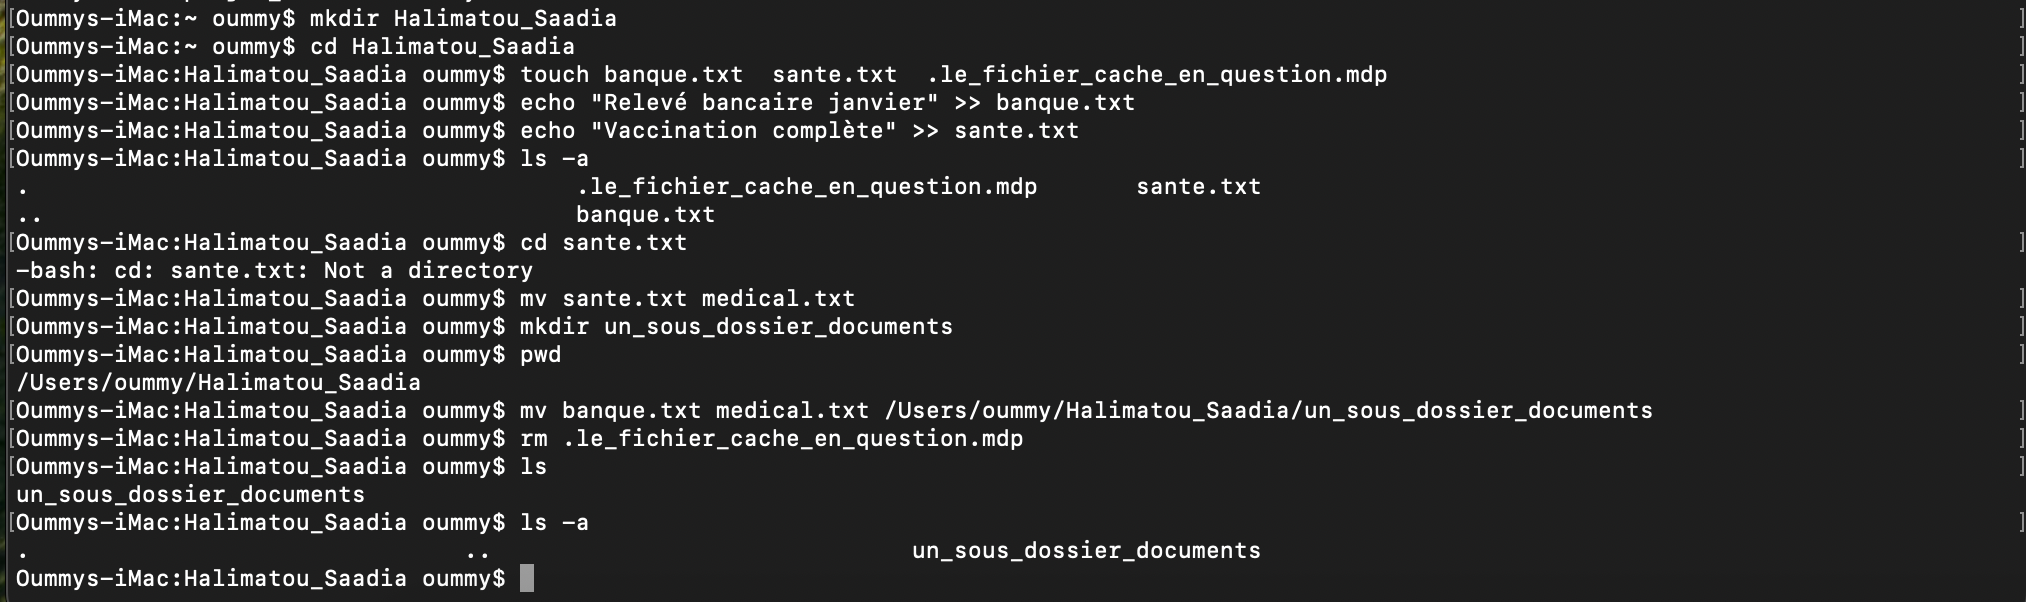 [Oummys-iMac:~ oummy$ mkdir Halimatou_Saadia ]
[Oummys-iMac:~ oummy$ cd Halimatou_Saadia ]
[Oummys-iMac:Halimatou_Saadia oummy$ touch banque.txt  sante.txt  .le_fichier_cache_en_question.mdp ]
[Oummys-iMac:Halimatou_Saadia oummy$ echo "Relevé bancaire janvier" >> banque.txt ]
[Oummys-iMac:Halimatou_Saadia oummy$ echo "Vaccination complète" >> sante.txt ]
[Oummys-iMac:Halimatou_Saadia oummy$ ls -a ]
. .le_fichier_cache_en_question.mdp sante.txt
.. banque.txt
[Oummys-iMac:Halimatou_Saadia oummy$ cd sante.txt ]
-bash: cd: sante.txt: Not a directory
[Oummys-iMac:Halimatou_Saadia oummy$ mv sante.txt medical.txt ]
[Oummys-iMac:Halimatou_Saadia oummy$ mkdir un_sous_dossier_documents ]
[Oummys-iMac:Halimatou_Saadia oummy$ pwd ]
/Users/oummy/Halimatou_Saadia
[Oummys-iMac:Halimatou_Saadia oummy$ mv banque.txt medical.txt /Users/oummy/Halimatou_Saadia/un_sous_dossier_documents ]
[Oummys-iMac:Halimatou_Saadia oummy$ rm .le_fichier_cache_en_question.mdp ]
[Oummys-iMac:Halimatou_Saadia oummy$ ls ]
un_sous_dossier_documents
[Oummys-iMac:Halimatou_Saadia oummy$ ls -a ]
. .. un_sous_dossier_documents
Oummys-iMac:Halimatou_Saadia oummy$